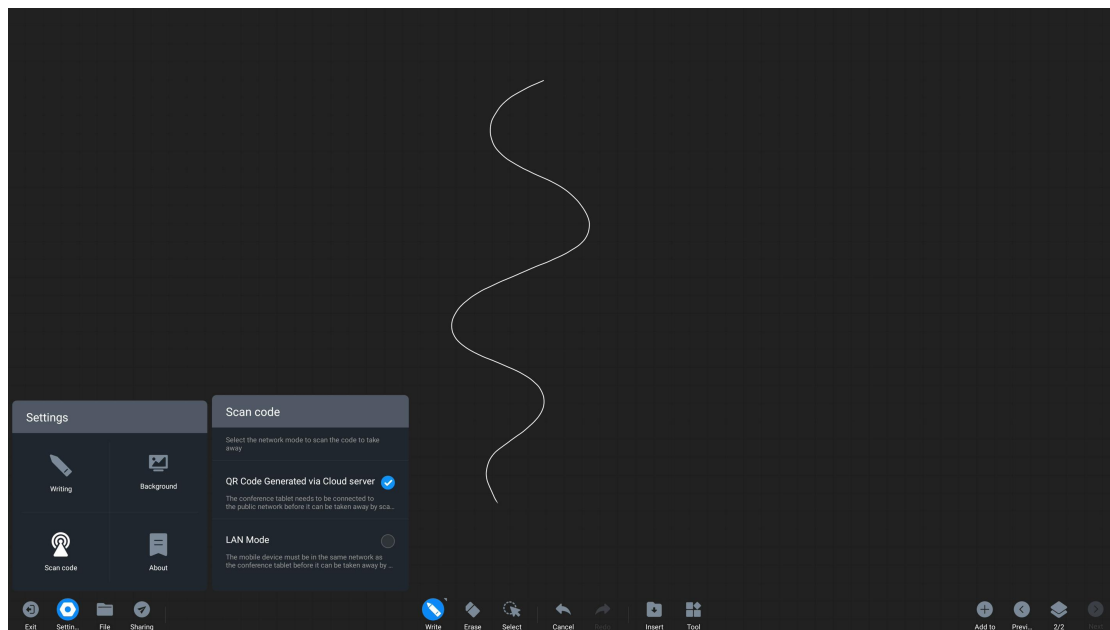 Settings
Writing
Background
Scan code
About
Scan code
Select the network mode to scan the code to take
away
QR Code Generated via Cloud server
The conference tablet needs to be connected to
the public network before it can be taken away by sca...
LAN Mode
The mobile device must be in the same network as
the conference tablet before it can be taken away by ...
Exit Settin... File Sharing Write Erase Select Cancel Redo Insert Tool Add to Previ... 2/2 Next